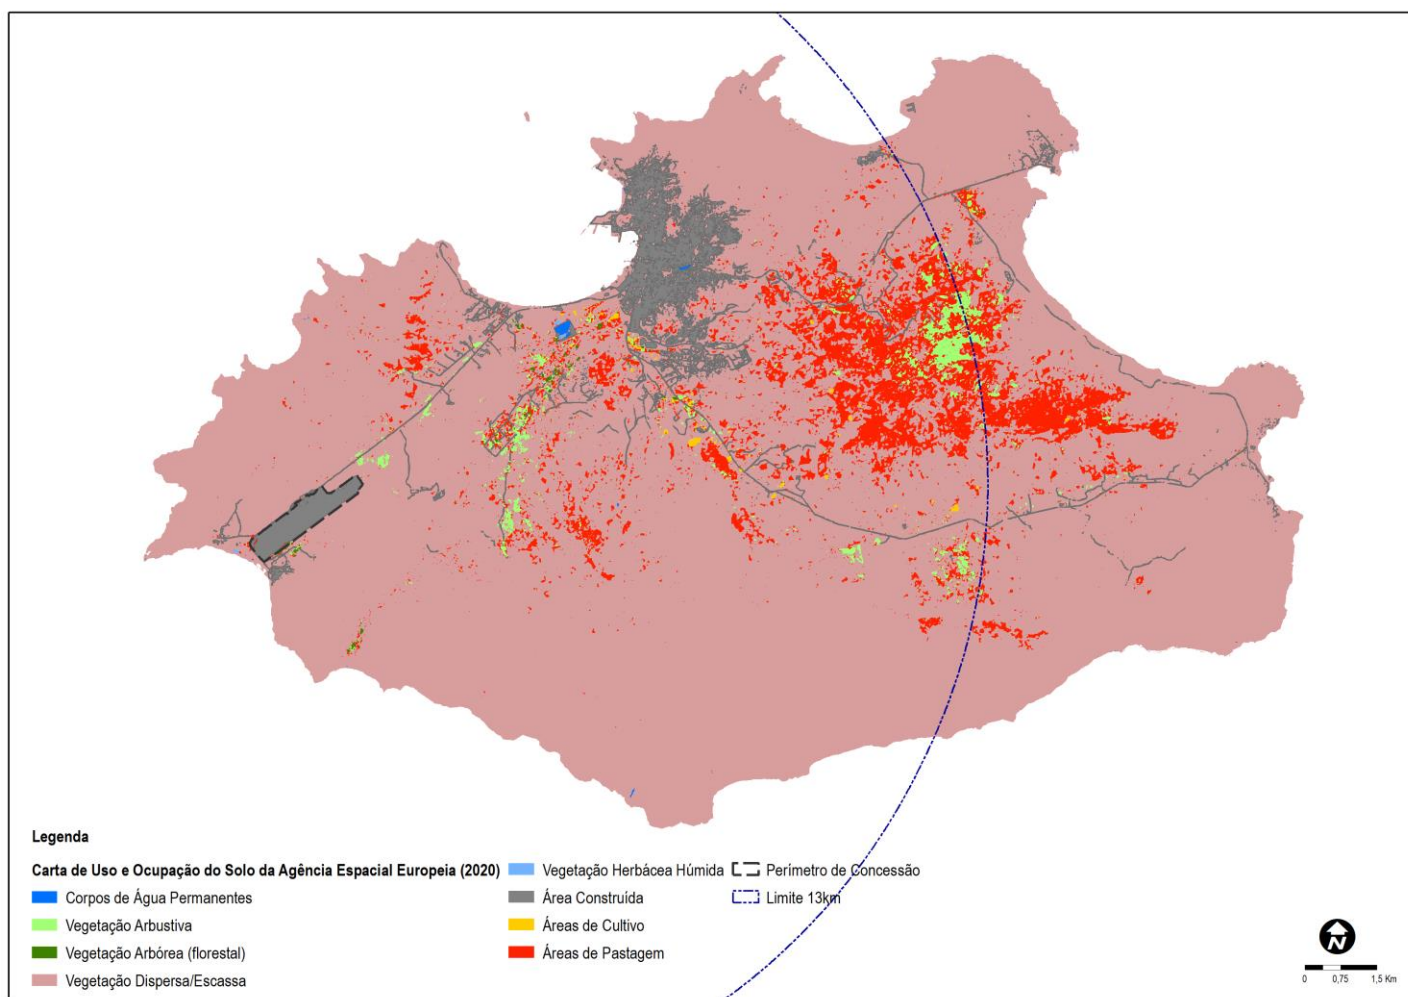 Legenda
Carta de Uso e Ocupação do Solo da Agência Espacial Europeia (2020)
Corpos de Água Permanentes
Vegetação Arbustiva
Vegetação Arbórea (florestal)
Vegetação Dispersa/Escassa
Vegetação Herbácea Húmida
Área Construída
Áreas de Cultivo
Áreas de Pastagem
Perímetro de Concessão
Limite 13km
N
0 0,75 1,5 Km